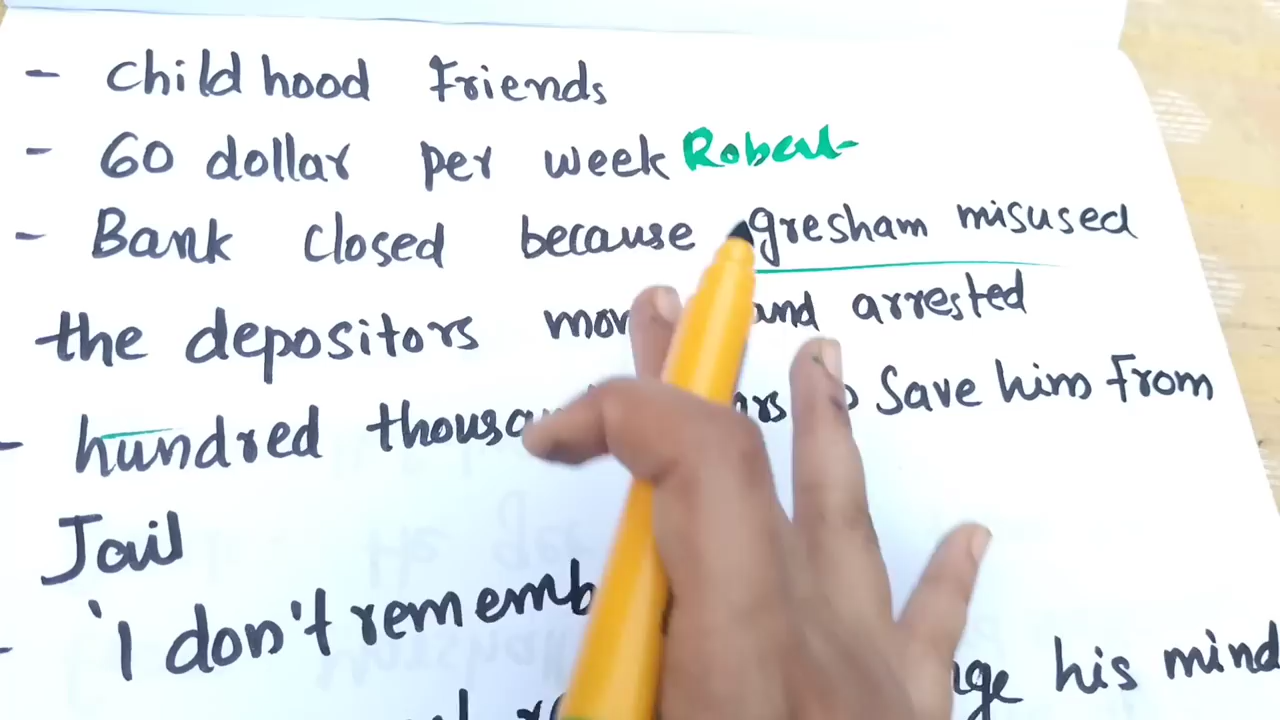 - Childhood Friends
- 60 dollar per week Robert
- Bank closed because gresham misused
the depositors and arrested
- hundred Save him From
Jail
- 'I don't his mind